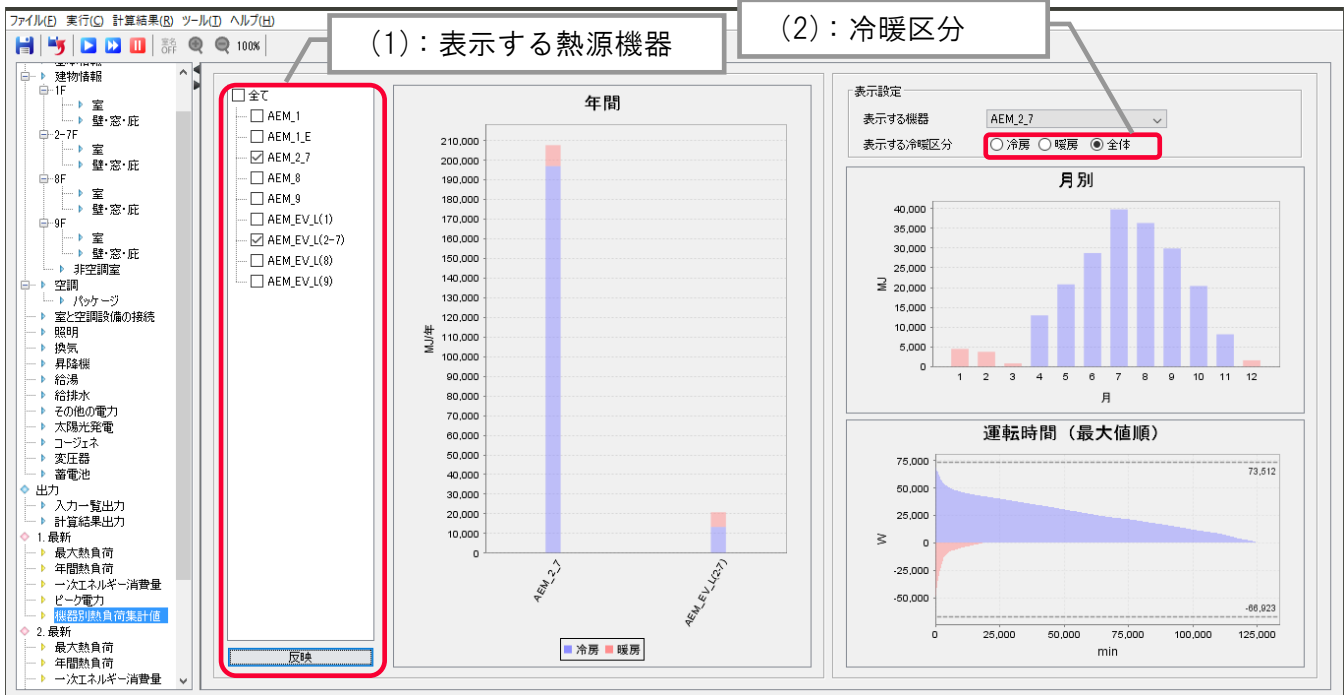 ファイル(F) 実行(C) 計算結果(R) ツール(T) ヘルプ(H)
室名
OFF
100%
(1)：表示する熱源機器
(2)：冷暖区分
建物情報
1F
室
壁・窓・庇
2-7F
室
壁・窓・庇
8F
室
壁・窓・庇
9F
室
壁・窓・庇
非空調室
空調
パッケージ
室と空調設備の接続
照明
換気
昇降機
給湯
給排水
その他の電力
太陽光発電
コージェネ
変圧器
蓄電池
出力
入力一覧出力
計算結果出力
1.最新
最大熱負荷
年間熱負荷
一次エネルギー消費量
ピーク電力
機器別熱負荷集計値
2.最新
最大熱負荷
年間熱負荷
一次エネルギー消費量
全て
AEM_1
AEM_1_E
AEM_2_7
AEM_8
AEM_9
AEM_EV_L(1)
AEM_EV_L(2-7)
AEM_EV_L(8)
AEM_EV_L(9)
反映
年間
MJ/年
210,000
200,000
190,000
180,000
170,000
160,000
150,000
140,000
130,000
120,000
110,000
100,000
90,000
80,000
70,000
60,000
50,000
40,000
30,000
20,000
10,000
0
AEM_2_7
AEM_EV_L(2-7)
冷房 暖房
表示設定
表示する機器 AEM_2_7
表示する冷暖区分 冷房 暖房 全体
月別
MJ
40,000
35,000
30,000
25,000
20,000
15,000
10,000
5,000
0
1 2 3 4 5 6 7 8 9 10 11 12
月
運転時間（最大値順）
W
75,000
50,000
25,000
0
-25,000
-50,000
73,512
-66,923
0 25,000 50,000 75,000 100,000 125,000
min